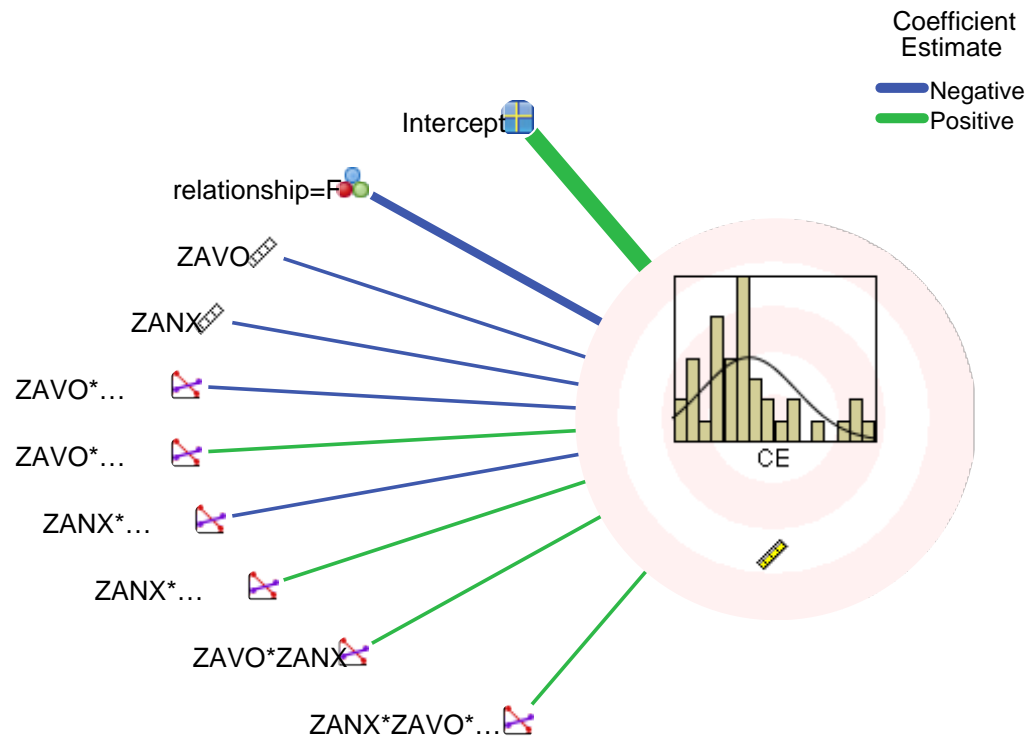 Coefficient
Estimate
Negative
Positive
Intercept
relationship=F
ZAVO
ZANX
ZAVO*…
ZAVO*…
ZANX*…
ZANX*…
ZAVO*ZANX
ZANX*ZAVO*…
CE